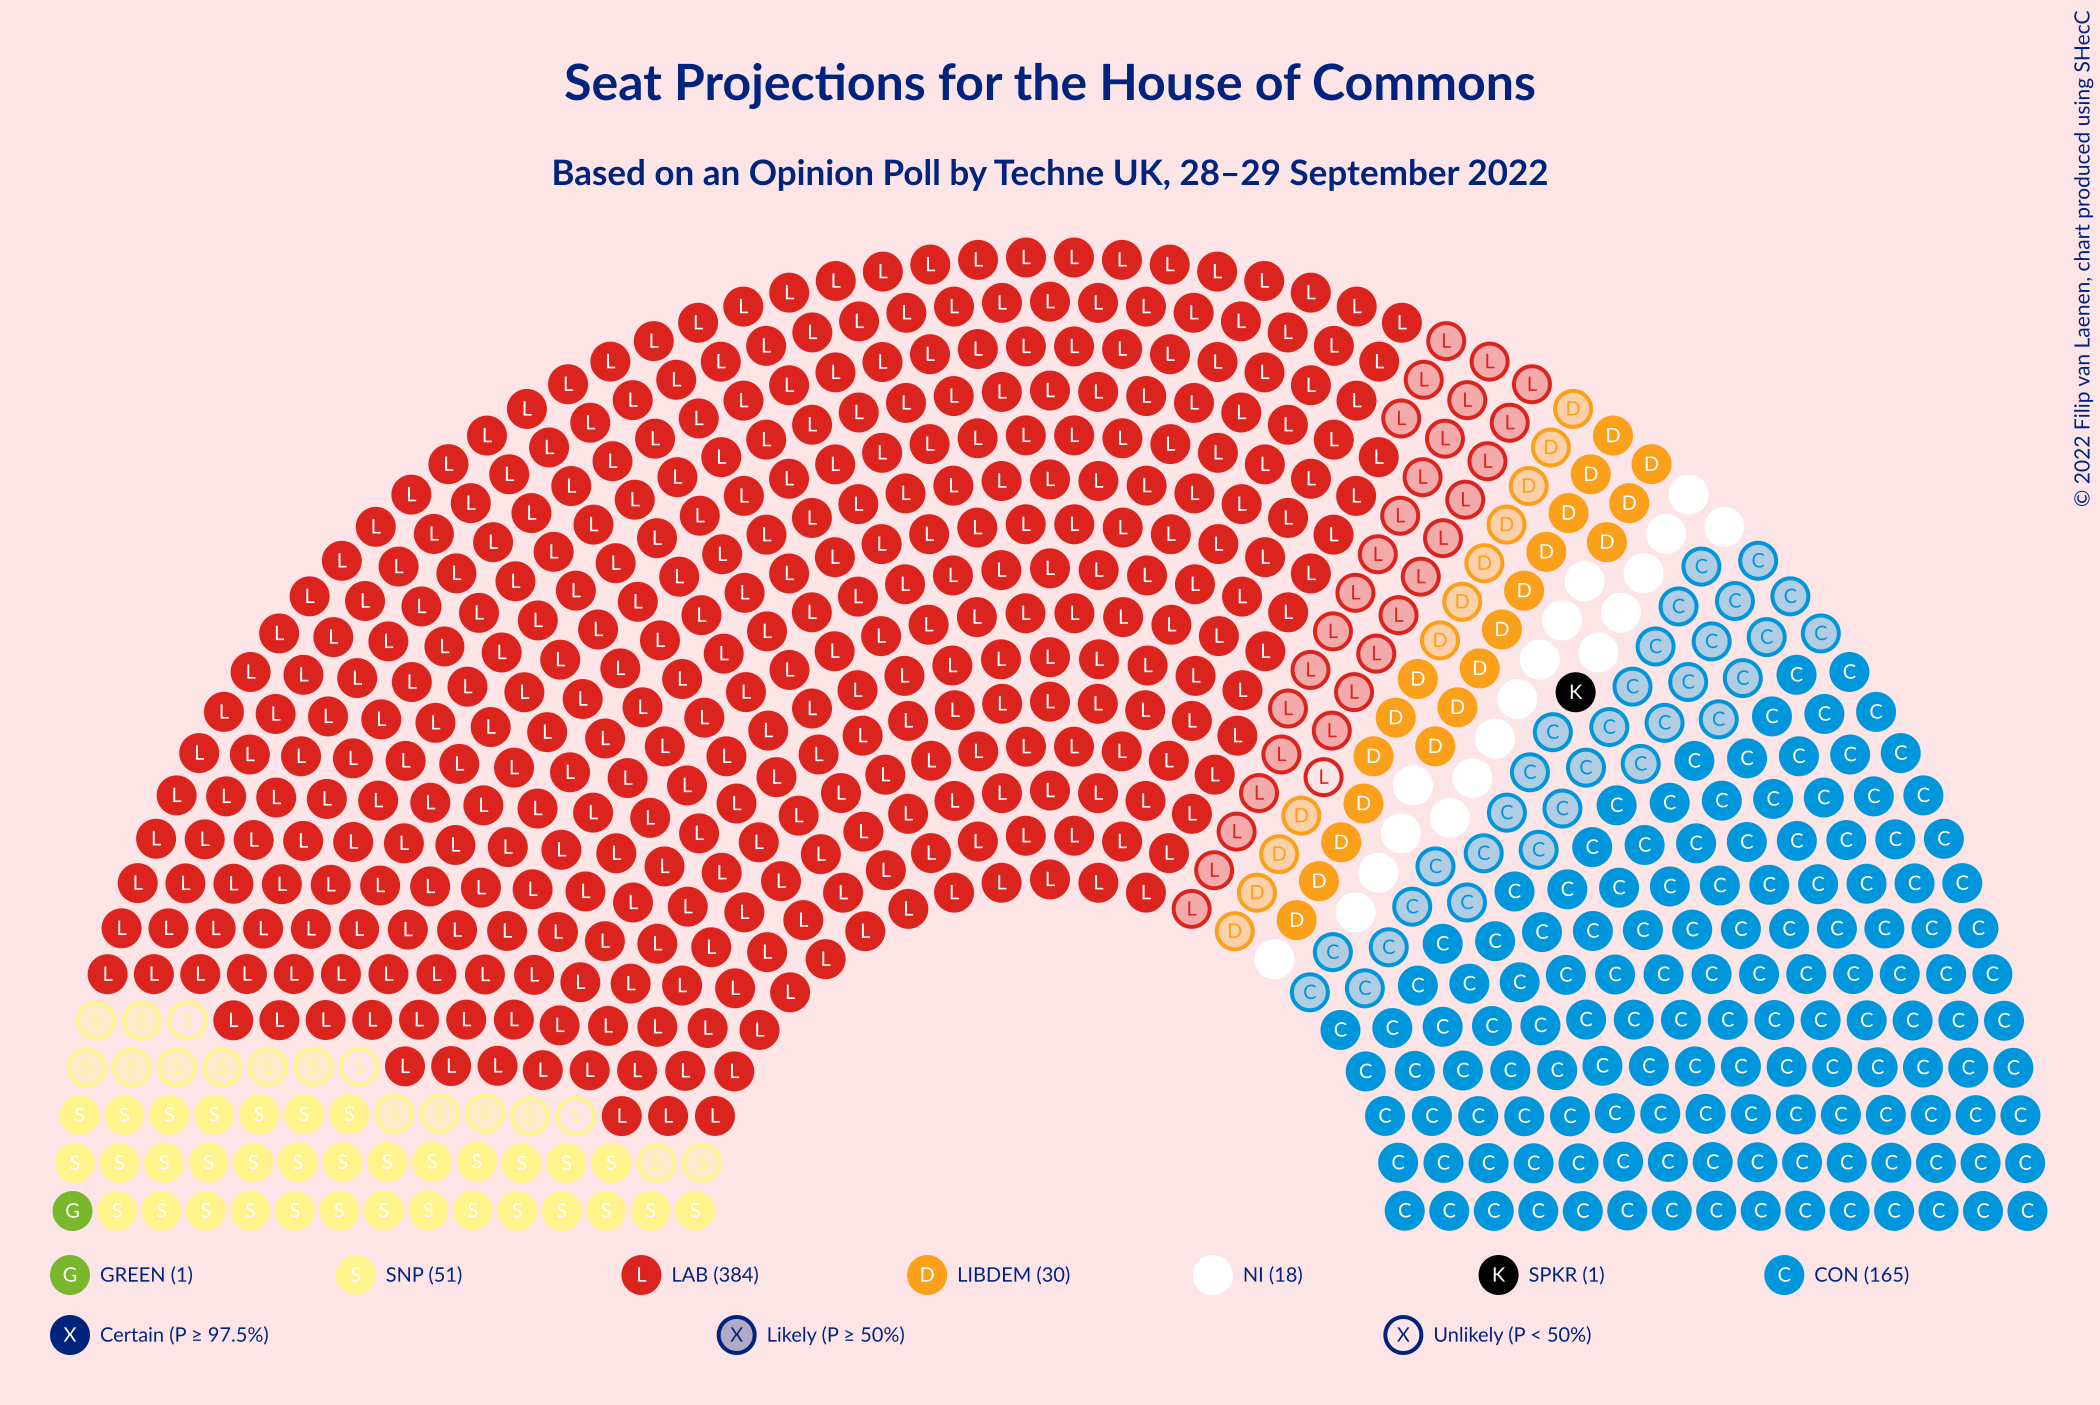 Seat Projections for the House of Commons
Based on an Opinion Poll by Techne UK, 28–29 September 2022
© 2022 Filip van Laenen, chart produced using SHecC
G GREEN (1)
S SNP (51)
L LAB (384)
D LIBDEM (30)
NI (18)
K SPKR (1)
C CON (165)
X Certain (P ≥ 97.5%)
X Likely (P ≥ 50%)
X Unlikely (P < 50%)